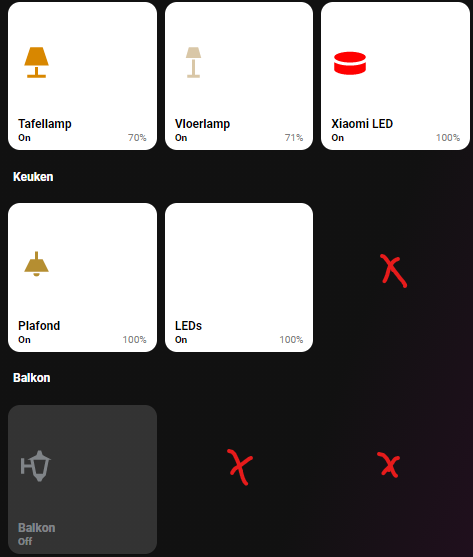 Tafellamp
On 70%
Vloerlamp
On 71%
Xiaomi LED
On 100%
Keuken
Plafond
On 100%
LEDs
On 100%
Balkon
Balkon
Off